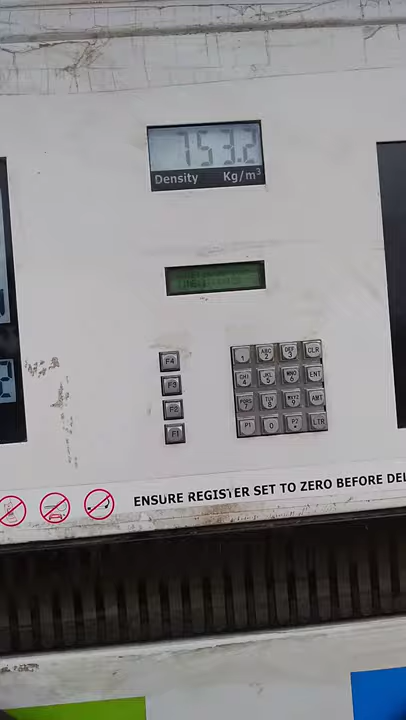 753.2
Density Kg/m³
F4
F3
F2
F1
1 ABC 2 DEF 3 CLR
GHI 4 JKL 5 MNO 6 ENT
PQRS 7 TUV 8 WXYZ 9 AMT
P1 0 P2 LTR
ENSURE REGISTER SET TO ZERO BEFORE DEL